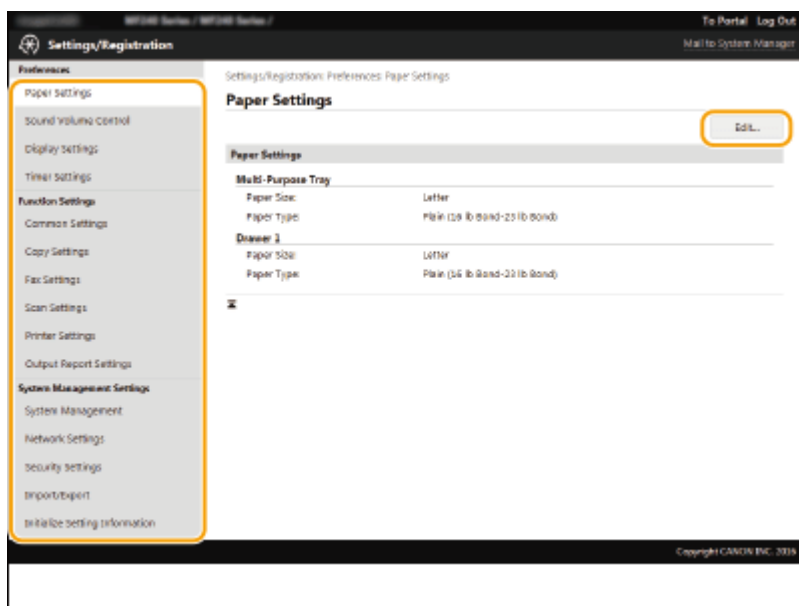 MF240 Series / MF240 Series /
To Portal Log Out
Settings/Registration
Mail to System Manager
Preferences
Paper Settings
Sound Volume Control
Display Settings
Timer Settings
Function Settings
Common Settings
Copy Settings
Fax Settings
Scan Settings
Printer Settings
Output Report Settings
System Management Settings
System Management
Network Settings
Security Settings
Import/Export
Initialize Setting Information
Settings/Registration: Preferences: Paper Settings
Paper Settings
Edit...
Paper Settings
Multi-Purpose Tray
Paper Size: Letter
Paper Type: Plain (16 lb Bond-23 lb Bond)
Drawer 1
Paper Size: Letter
Paper Type: Plain (16 lb Bond-23 lb Bond)
Copyright CANON INC. 2016